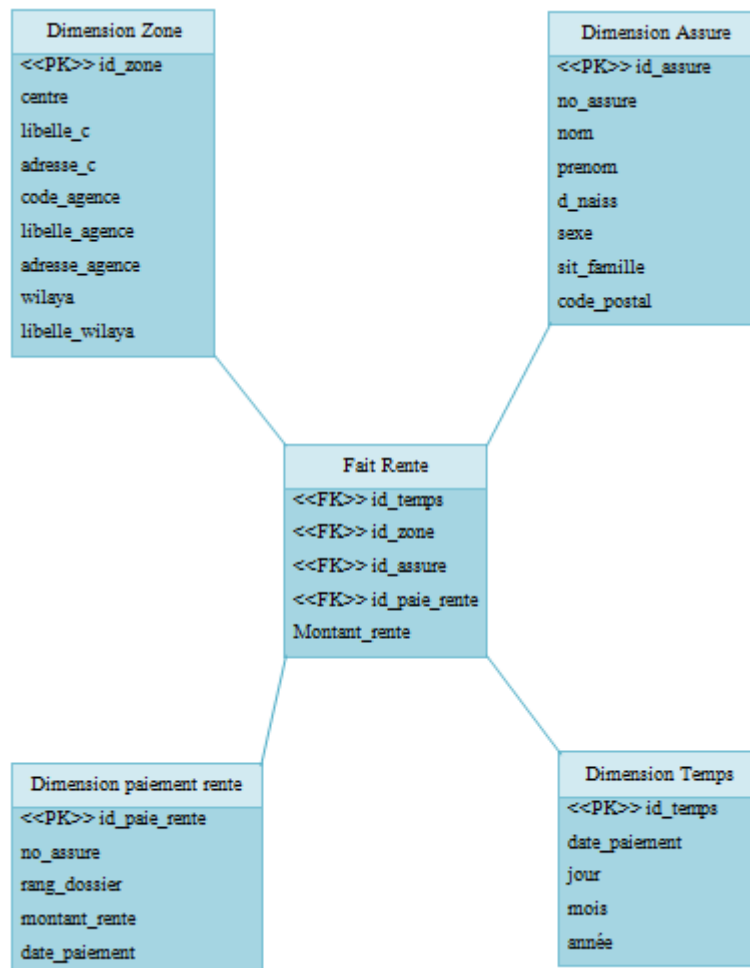 Dimension Zone
<<PK>> id_zone
centre
libelle_c
adresse_c
code_agence
libelle_agence
adresse_agence
wilaya
libelle_wilaya
Dimension Assure
<<PK>> id_assure
no_assure
nom
prenom
d_naiss
sexe
sit_famille
code_postal
Fait Rente
<<FK>> id_temps
<<FK>> id_zone
<<FK>> id_assure
<<FK>> id_paie_rente
Montant_rente
Dimension paiement rente
<<PK>> id_paie_rente
no_assure
rang_dossier
montant_rente
date_paiement
Dimension Temps
<<PK>> id_temps
date_paiement
jour
mois
année